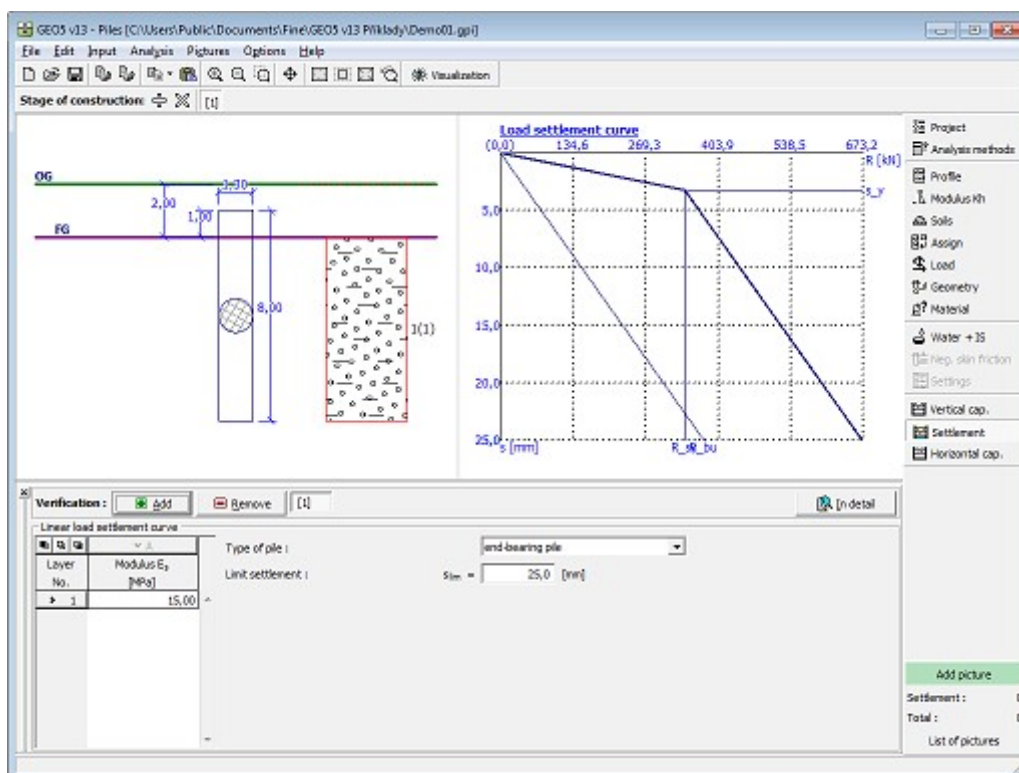 GEO5 v13 - Piles [C:\Users\Public\Documents\Fine\GEO5 v13 Příklady\Demo01.gpi]
File Edit Input Analysis Pictures Options Help
Visualization
Stage of construction: [1]
OG
1,30
2,00
1,00
FG
8,00
1(1)
Load settlement curve
(0,0) 134,6 269,3 403,9 538,5 673,2
R [kN]
s_y
5,0
10,0
15,0
20,0
25,0
s [mm]
Project
Analysis methods
Profile
Modulus Kh
Soils
Assign
Load
Geometry
Material
Water + IS
Neg. skin friction
Settings
Vertical cap.
Settlement
Horizontal cap.
Verification : Add Remove [1] In detail
Linear load settlement curve
Layer No.
Modulus Ep [MPa]
1 15,00
Type of pile : end-bearing pile
Limit settlement : slim = 25,0 [mm]
Add picture
Settlement :
Total :
List of pictures